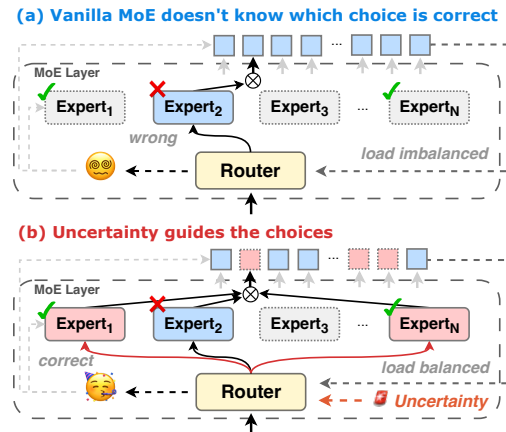 (a) Vanilla MoE doesn't know which choice is correct
...
MoE Layer
Expert1
Expert2
Expert3
...
ExpertN
wrong
load imbalanced
Router
(b) Uncertainty guides the choices
...
MoE Layer
Expert1
Expert2
Expert3
...
ExpertN
correct
load balanced
Router
Uncertainty